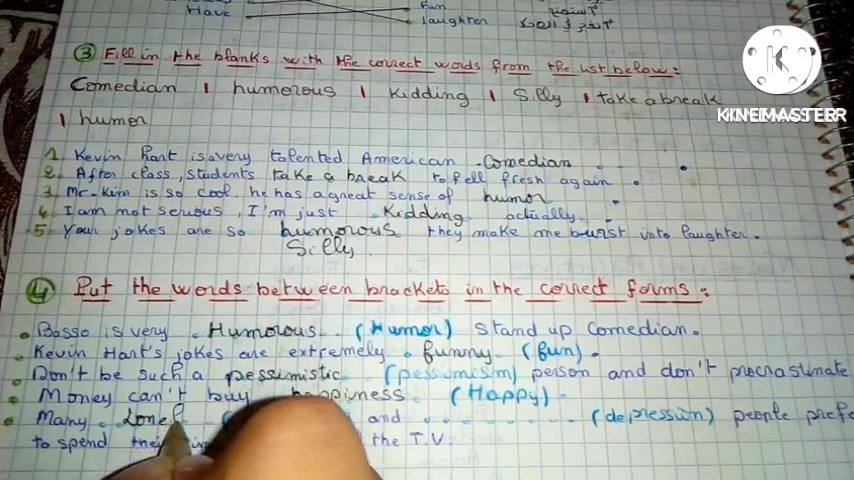 Have Fun
laughter
③ Fill in the blanks with the correct words from the list below:
Comedian | humorous | kidding | Silly | take a break
| humor
1 Kevin Hart is a very talented American .Comedian . .
2. After class, students take a break to fell fresh again .
3 Mr. Kim is so cool, he has a great sense of humor .
4 I am not serious, I'm just .kidding actually.
5- Your jokes are so humorous. they make me burst into laughter.
Silly.
④ Put the words between brackets in the correct forms:
• Basso is very .Humorous. (Humor) stand up comedian.
• Kevin Hart's jokes are extremely . funny (fun).
• Don't be such a pessimistic (pessimism) person and don't procrastinate
• Money can't buy happiness (Happy).
• Many .Lonel and ......... (depression) people prefe
to spend the T.V.
KINEMASTER